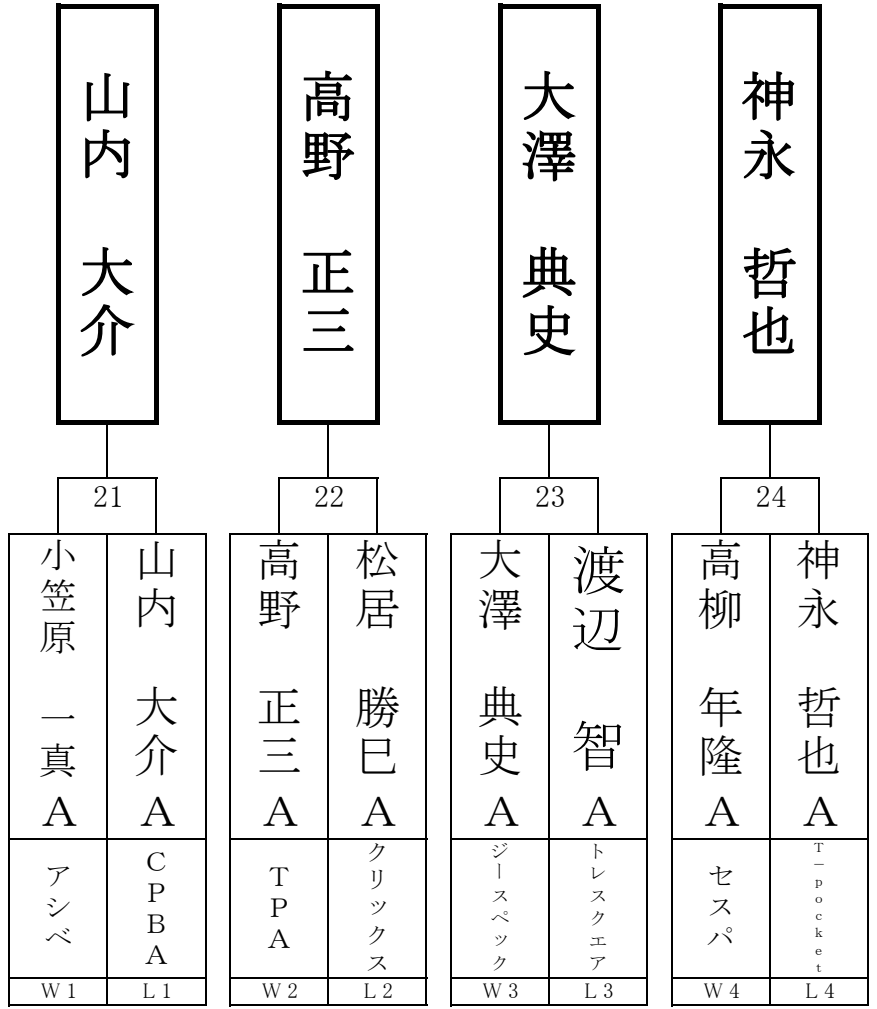 山内 大介
高野 正三
大澤 典史
神永 哲也
21
22
23
24
小笠原 一真 A
山内 大介 A
高野 正三 A
松居 勝巳 A
大澤 典史 A
渡辺 智 A
高柳 年隆 A
神永 哲也 A
アシベ
CPBA
TPA
クリックス
ジースペック
トレスクエア
セスパ
T－pocket
W1
L1
W2
L2
W3
L3
W4
L4